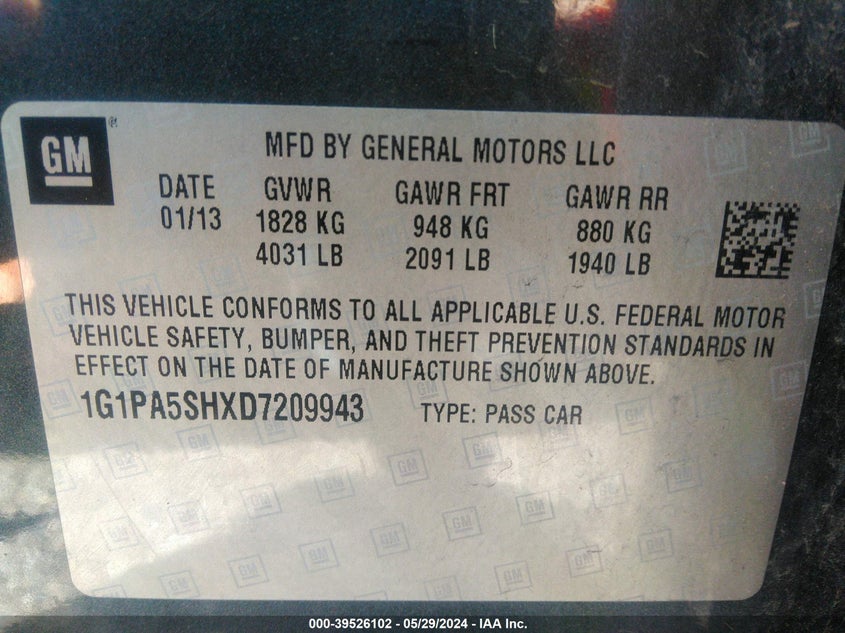 GM
MFD BY GENERAL MOTORS LLC
DATE GVWR GAWR FRT GAWR RR
01/13 1828 KG 948 KG 880 KG
4031 LB 2091 LB 1940 LB
THIS VEHICLE CONFORMS TO ALL APPLICABLE U.S. FEDERAL MOTOR
VEHICLE SAFETY, BUMPER, AND THEFT PREVENTION STANDARDS IN
EFFECT ON THE DATE OF MANUFACTURE SHOWN ABOVE.
1G1PA5SHXD7209943 TYPE: PASS CAR
000-39526102 - 05/29/2024 - IAA Inc.